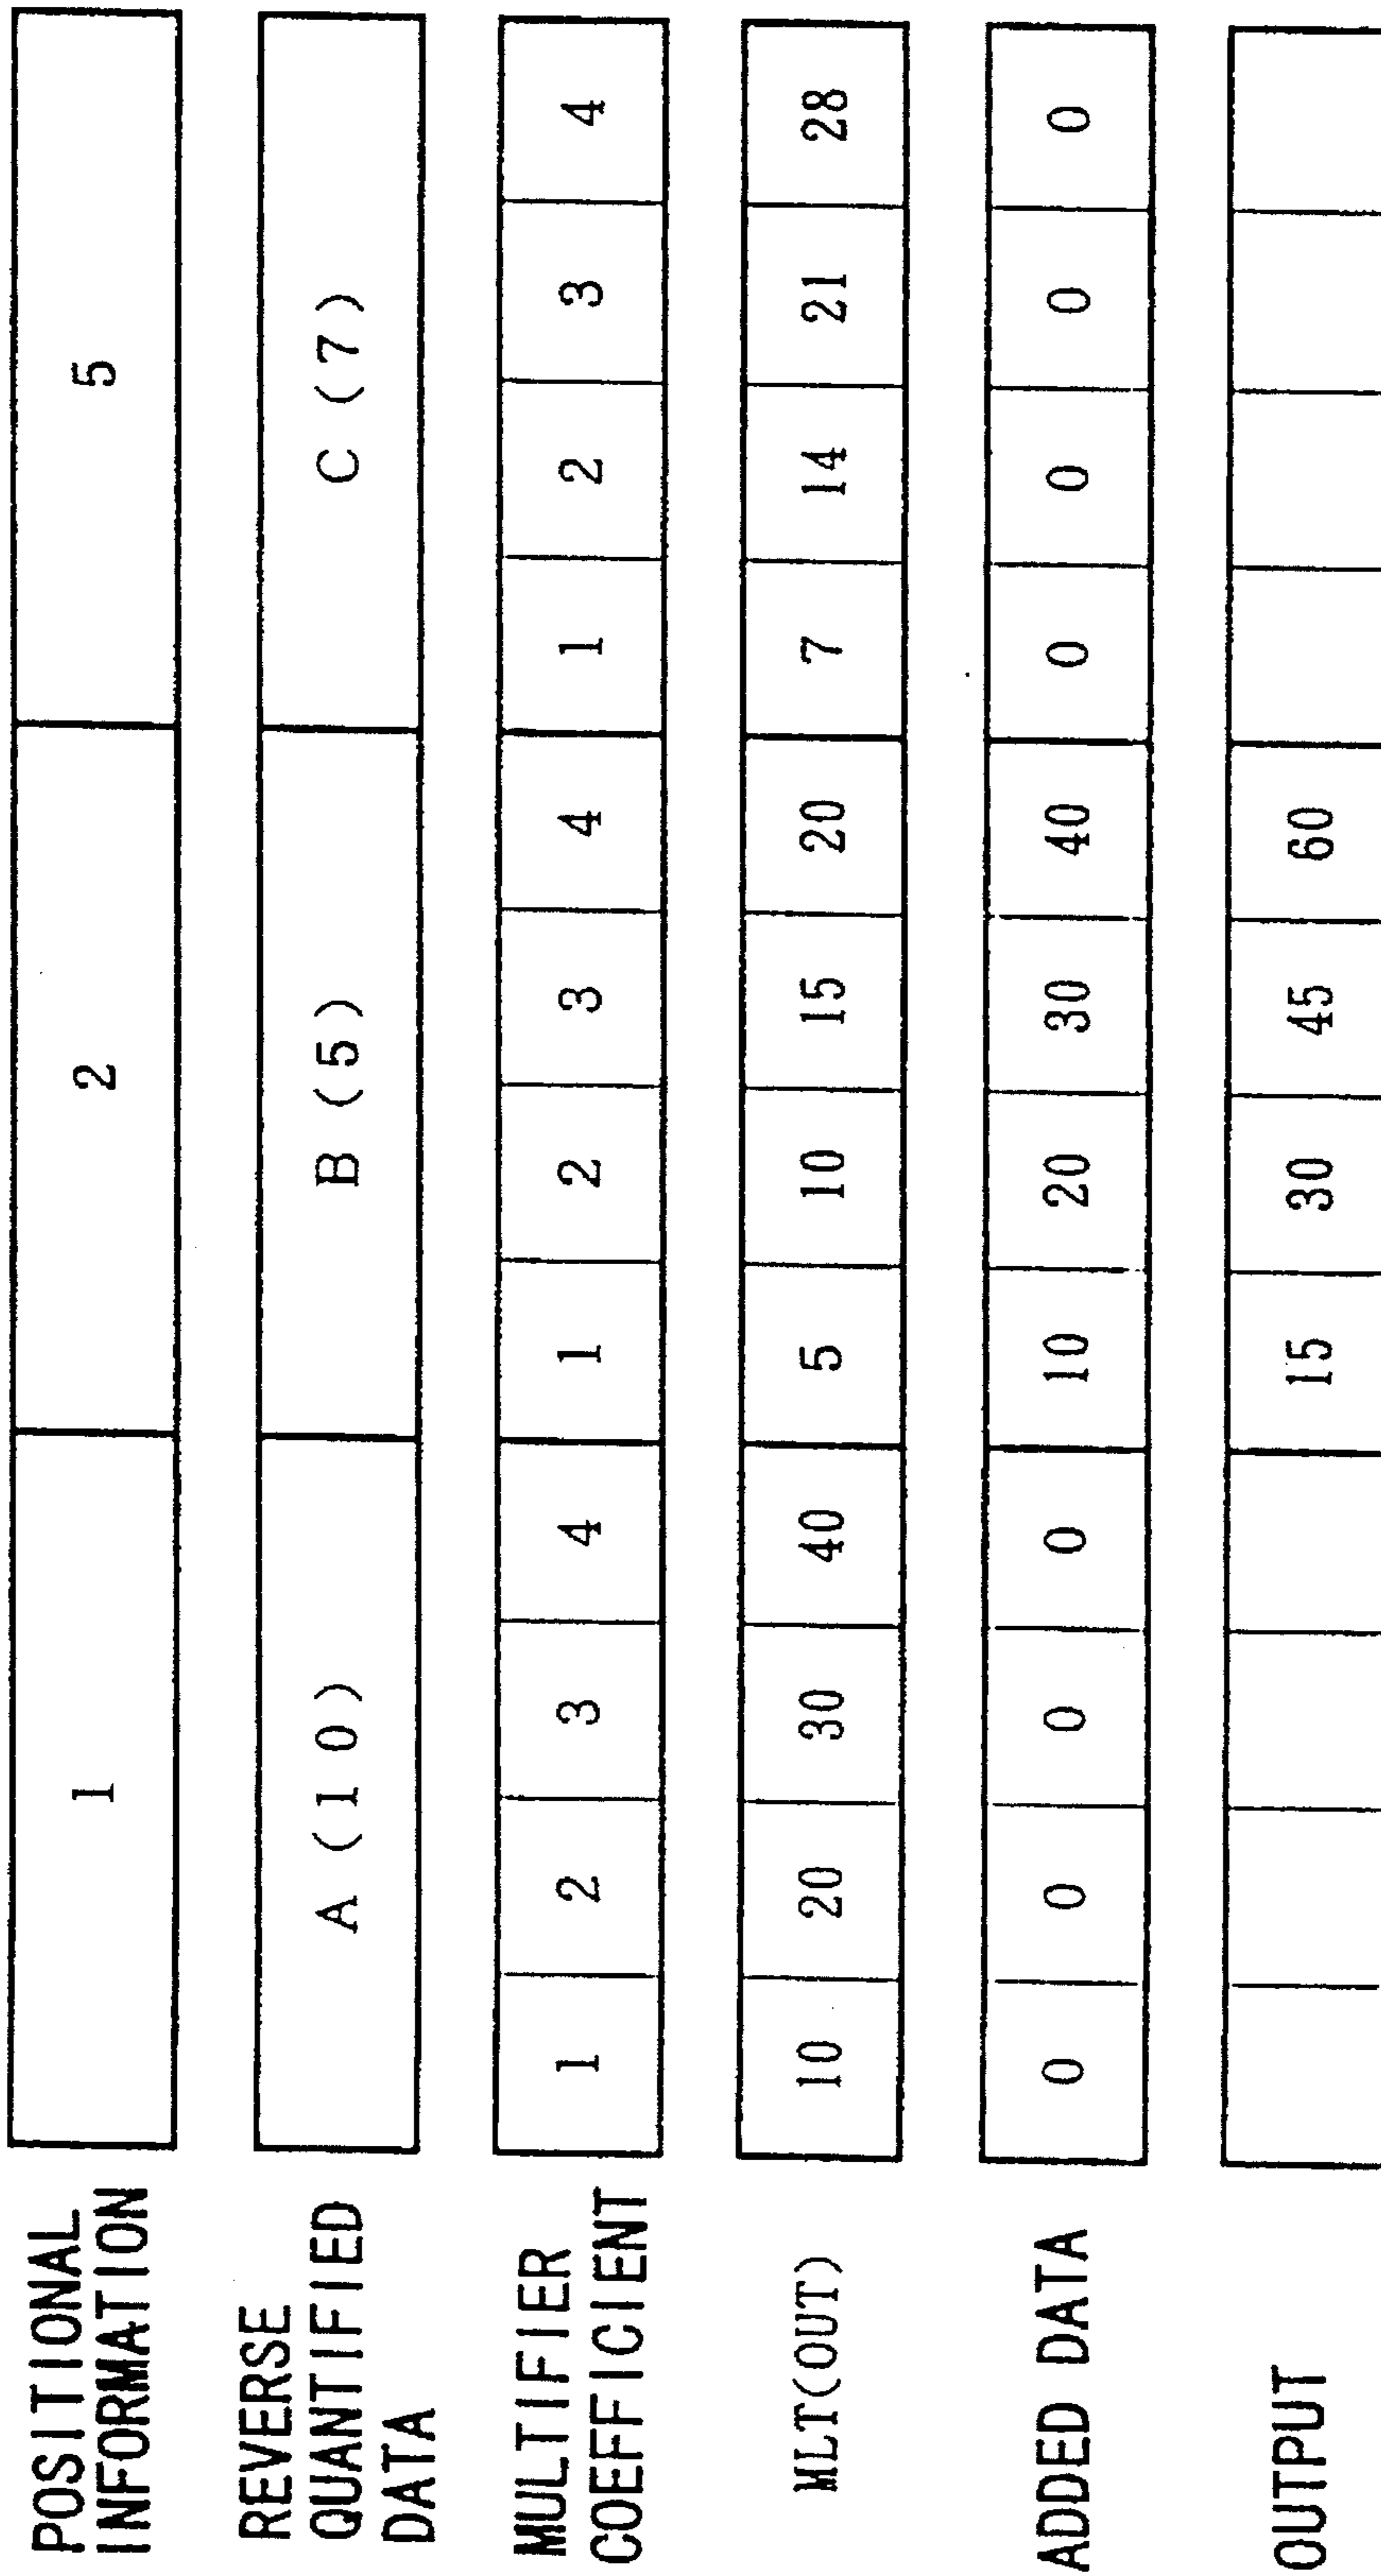 POSITIONAL
INFORMATION
1 2 5
REVERSE
QUANTIFIED
DATA
A (10) B (5) C (7)
MULTIFIER
COEFFICIENT
1 2 3 4 1 2 3 4 1 2 3 4
MLT(OUT)
10 20 30 40 5 10 15 20 7 14 21 28
ADDED DATA
0 0 0 0 10 20 30 40 0 0 0 0
OUTPUT
15 30 45 60